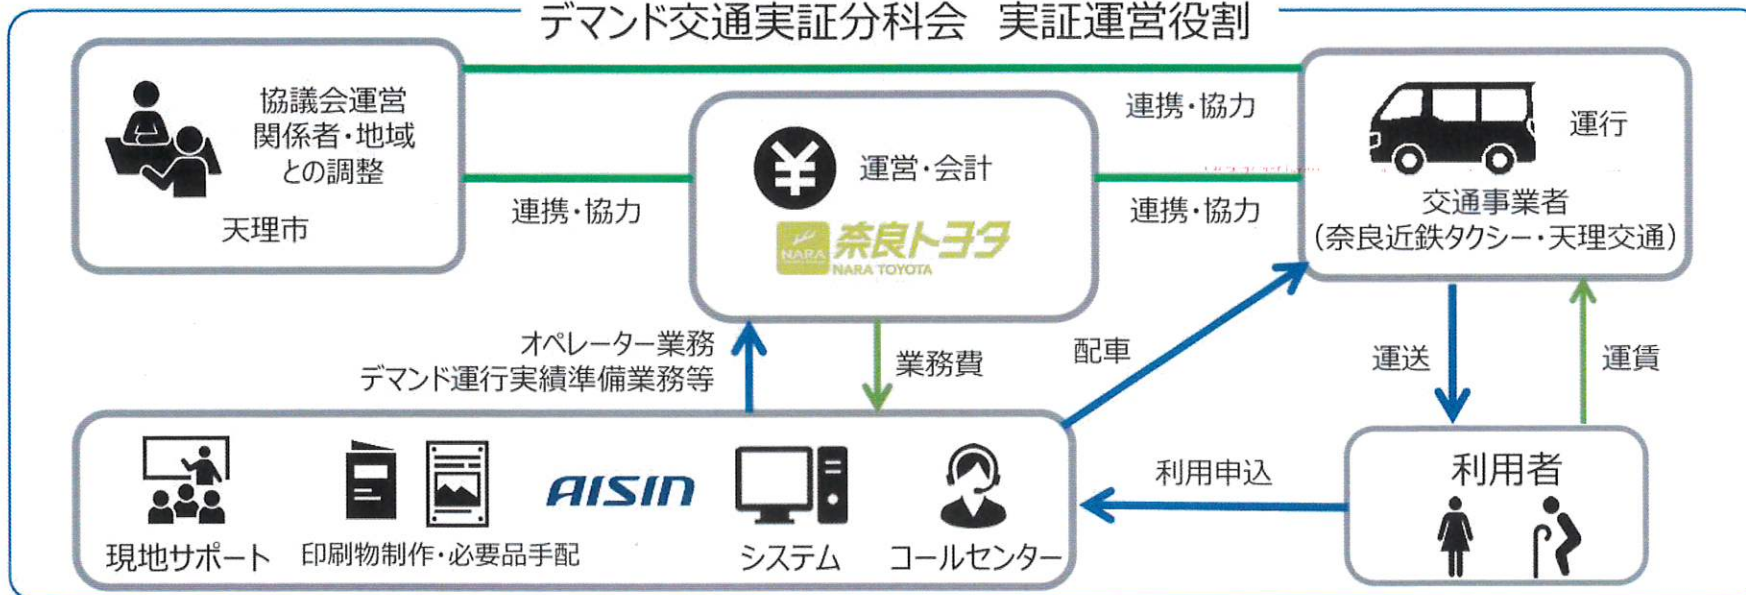 デマンド交通実証分科会 実証運営役割
協議会運営
関係者・地域
との調整
天理市
連携・協力
連携・協力
連携・協力
¥
運営・会計
NARA
奈良トヨタ
NARA TOYOTA
運行
交通事業者
(奈良近鉄タクシー・天理交通)
オペレーター業務
デマンド運行実績準備業務等
業務費
配車
運送
運賃
AISIN
現地サポート
印刷物制作・必要品手配
システム
コールセンター
利用申込
利用者